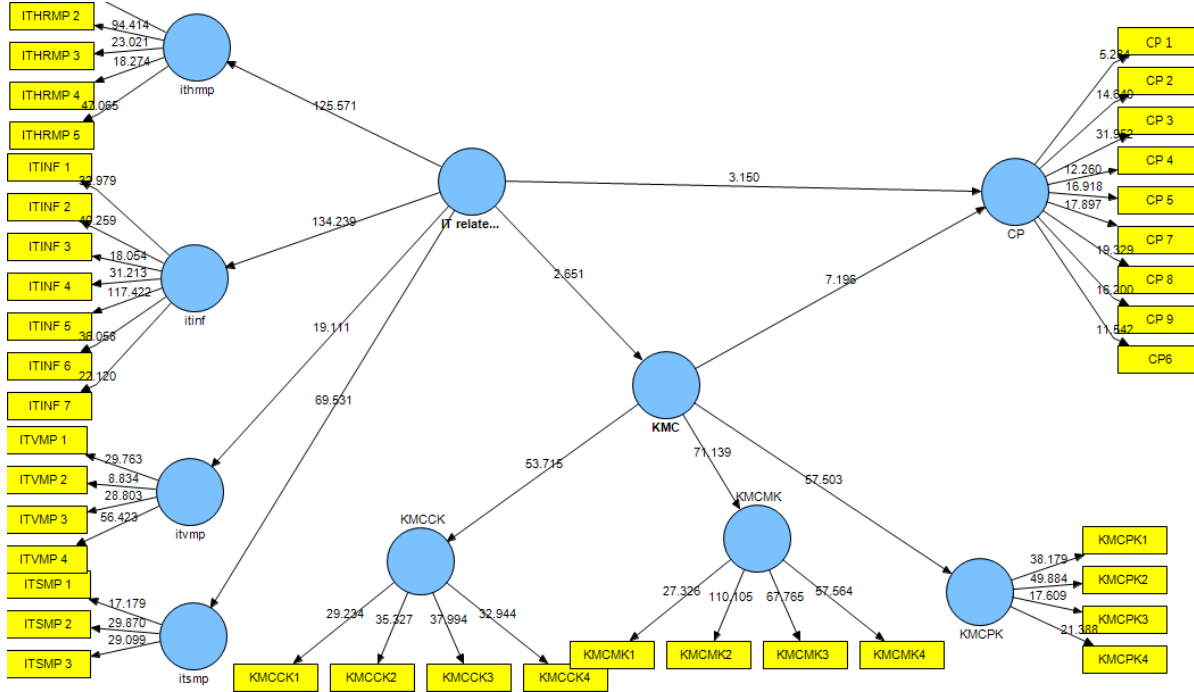 ITHRMP 2
94.414
23.021
ITHRMP 3
18.274
ITHRMP 4
47.065
ITHRMP 5
ithrmp
125.571
ITINF 1
32.979
ITINF 2
40.259
ITINF 3
18.054
31.213
ITINF 4
117.422
ITINF 5
36.058
ITINF 6
22.120
ITINF 7
itinf
134.239
IT relate...
3.150
2.651
19.111
69.531
ITVMP 1
29.763
ITVMP 2
8.834
28.803
ITVMP 3
56.423
ITVMP 4
itvmp
ITSMP 1
17.179
ITSMP 2
29.870
29.099
ITSMP 3
itsmp
KMC
7.196
53.715
71.139
57.503
KMCCK
29.234
35.327
37.994
32.944
KMCCK1
KMCCK2
KMCCK3
KMCCK4
KMCMK
27.326
110.105
67.765
57.564
KMCMK1
KMCMK2
KMCMK3
KMCMK4
KMCPK
38.179
KMCPK1
49.884
KMCPK2
17.609
KMCPK3
21.388
KMCPK4
CP
5.284
CP 1
14.640
CP 2
31.952
CP 3
12.260
CP 4
16.918
CP 5
17.897
CP 7
19.329
CP 8
16.200
CP 9
11.542
CP6